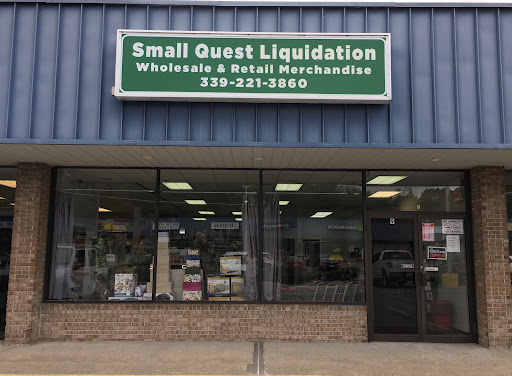 Small Quest Liquidation
Wholesale & Retail Merchandise
339-221-3860